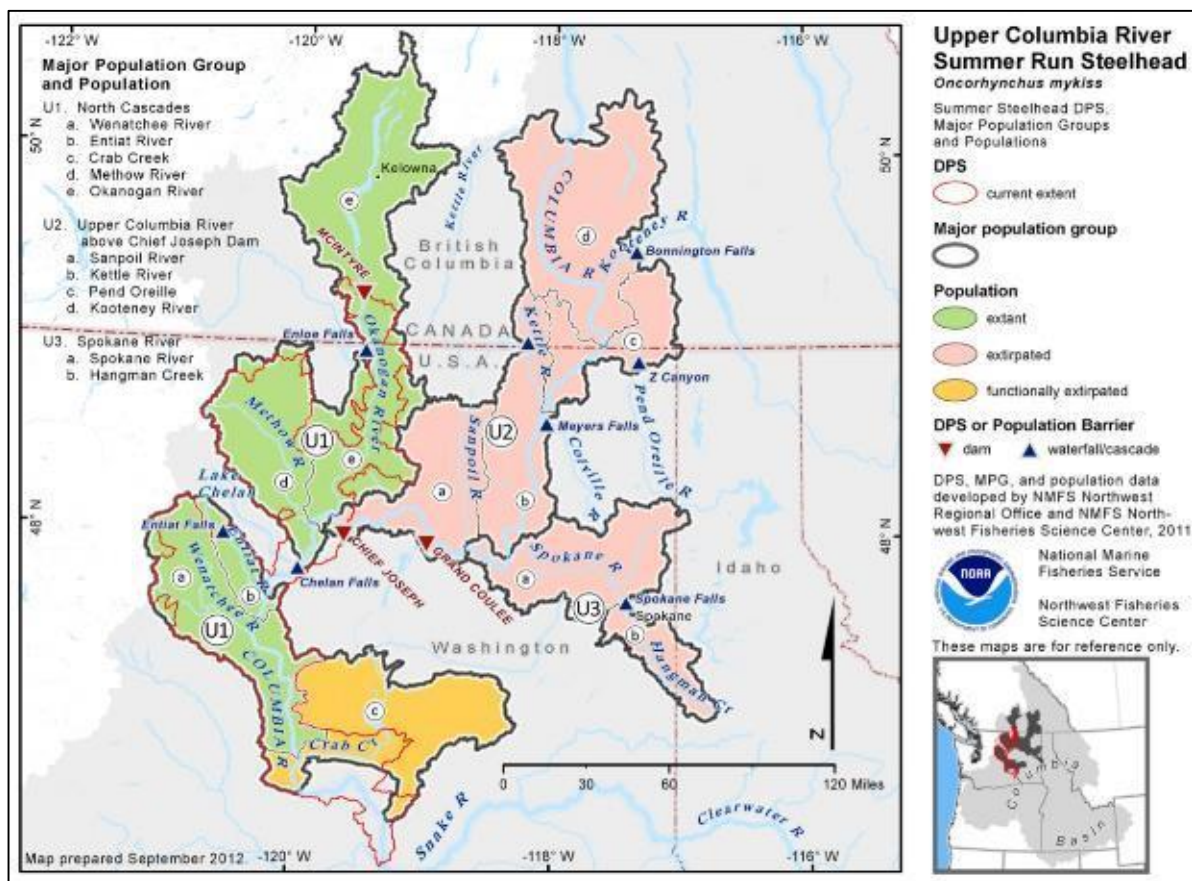 -122° W
-120° W
-118° W
-116° W
50° N
50° N
48° N
48° N
Major Population Group
and Population
U1. North Cascades
a. Wenatchee River
b. Entiat River
c. Crab Creek
d. Methow River
e. Okanogan River
U2. Upper Columbia River
above Chief Joseph Dam
a. Sanpoil River
b. Kettle River
c. Pend Oreille
d. Kooteney River
U3. Spokane River
a. Spokane River
b. Hangman Creek
Kelowna
e
MCINTYRE
Kettle River
British
Columbia
COLUMBIA R
d
Kooteney R
Bonnington Falls
Enloe Falls
CANADA
U.S.A.
Okanogan River
Kettle R
c
Z Canyon
Methow R
U1
e
d
Sanpoil R
U2
Meyers Falls
Colville R
Pend Oreille R
a
b
Lake
Chelan
Entiat Falls
Entiat R
Chelan Falls
CHIEF JOSEPH
GRAND COULEE
Spokane R
a
Idaho
a
Wenatchee R
b
U3
Spokane Falls
Spokane
b
Hangman Cr
U1
COLUMBIA R
Washington
c
Crab Cr
N
0 30 60 120 Miles
Snake R
Clearwater R
Map prepared September 2012.
-120° W
-118° W
-116° W
Upper Columbia River
Summer Run Steelhead
Oncorhynchus mykiss
Summer Steelhead DPS,
Major Population Groups
and Populations
DPS
current extent
Major population group
Population
extant
extirpated
functionally extirpated
DPS or Population Barrier
dam
waterfall/cascade
DPS, MPG, and population data
developed by NMFS Northwest
Regional Office and NMFS North-
west Fisheries Science Center, 2011
NOAA
National Marine
Fisheries Service
Northwest Fisheries
Science Center
These maps are for reference only.
Columbia
Basin